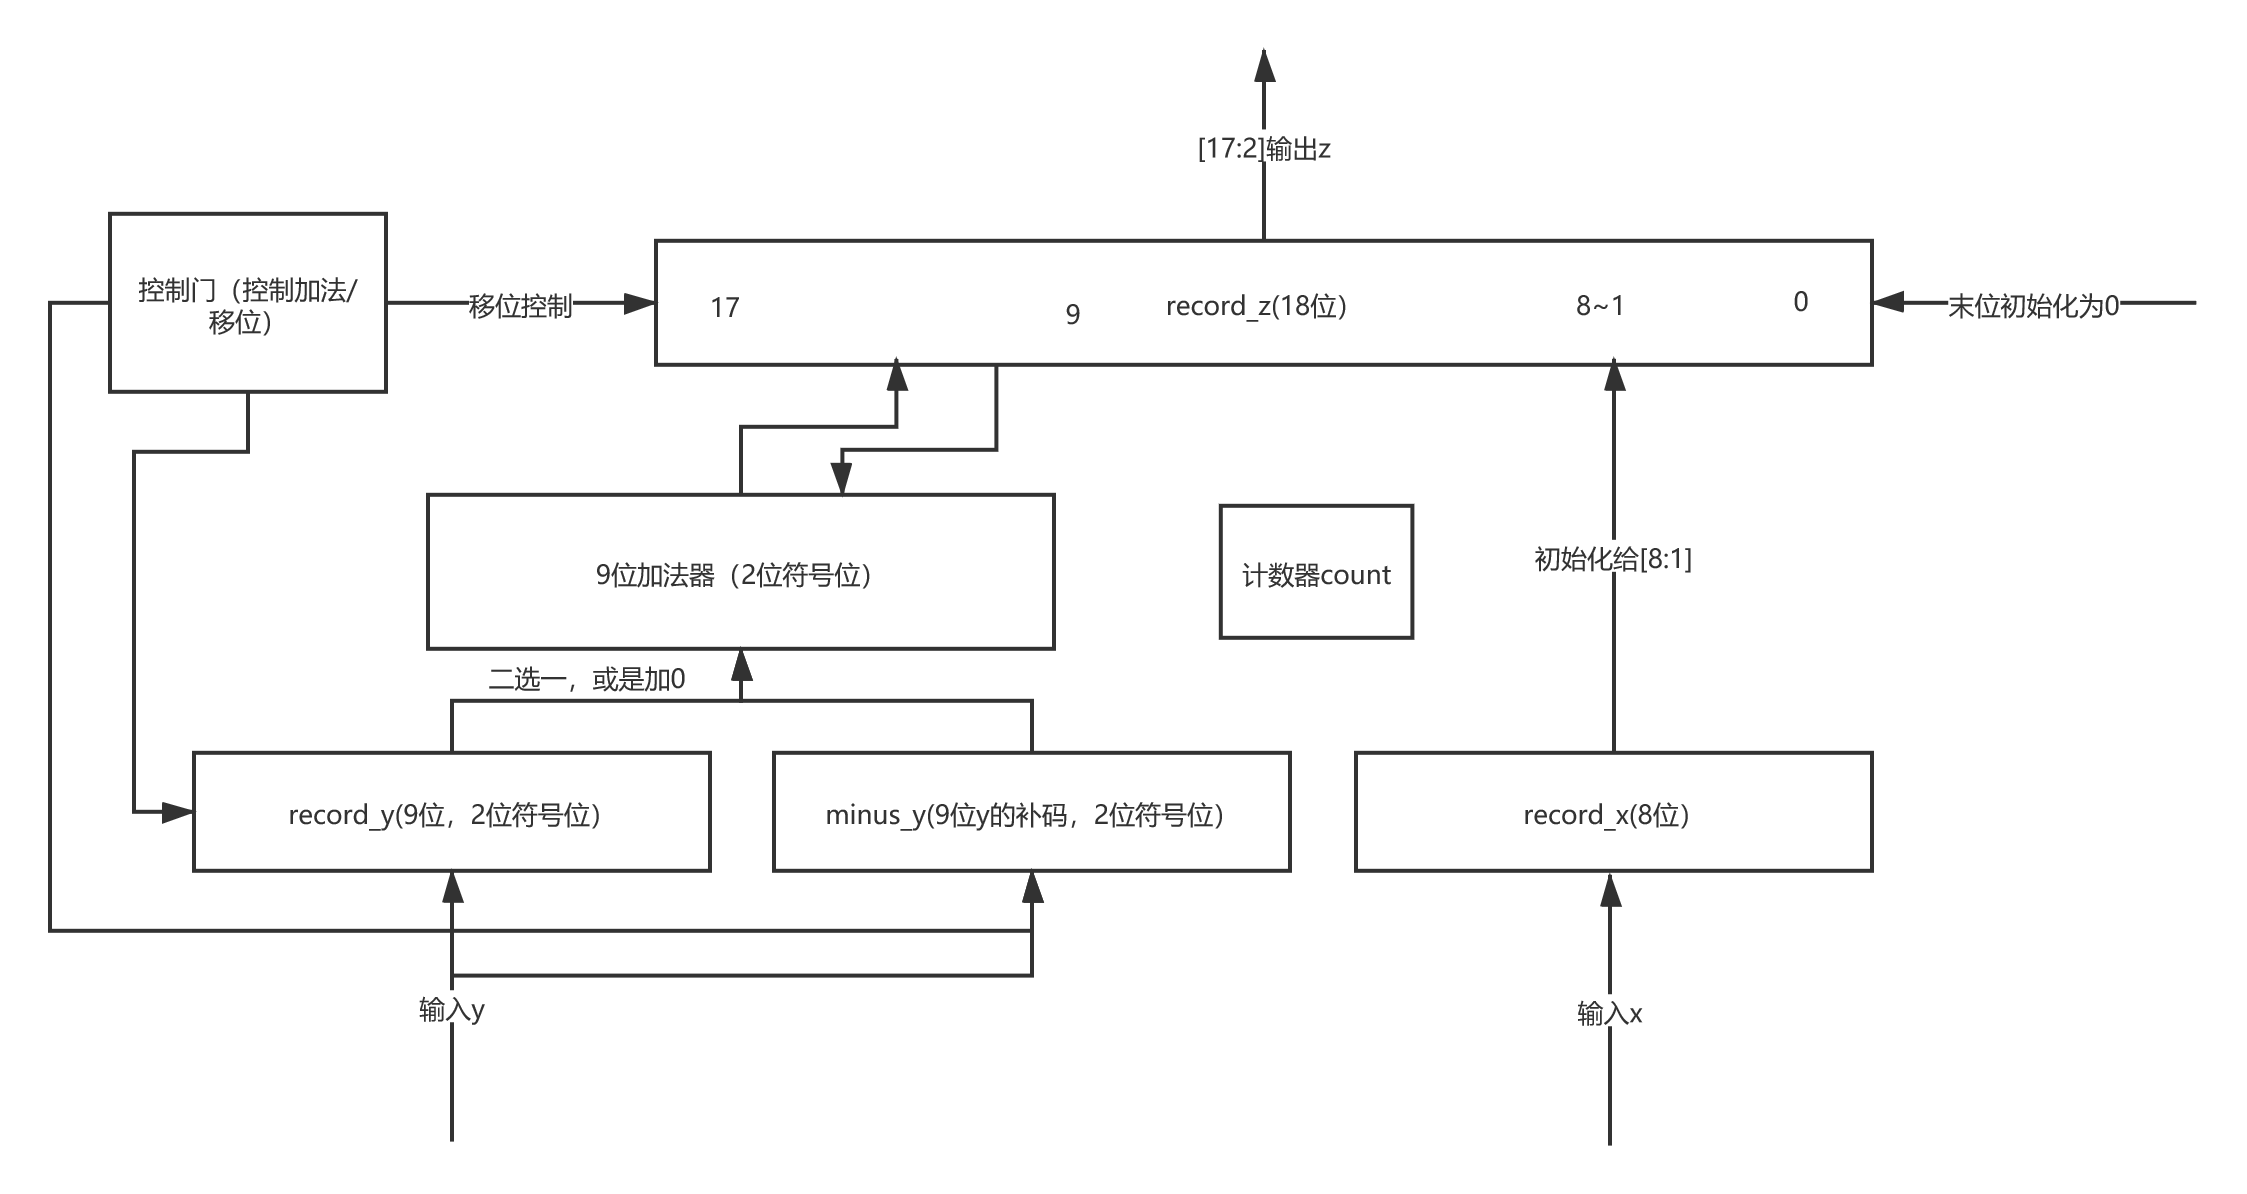 [17:2]输出z
控制门（控制加法/
移位）
移位控制
17
9
record_z(18位）
8~1
0
末位初始化为0
9位加法器（2位符号位）
计数器count
初始化给[8:1]
二选一，或是加0
record_y(9位，2位符号位）
minus_y(9位y的补码，2位符号位）
record_x(8位）
输入y
输入x